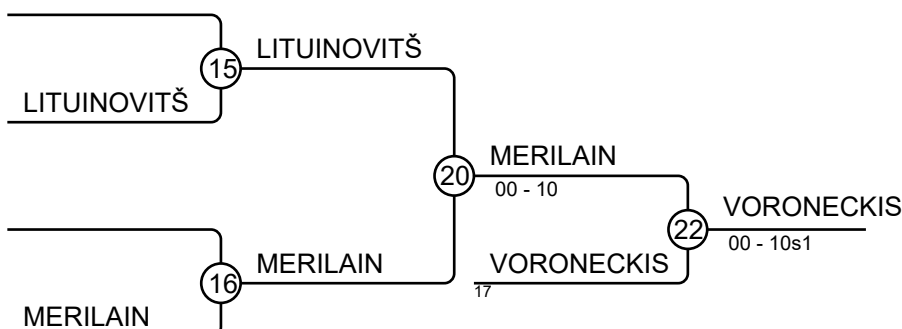 LITUINOVITŠ
15
LITUINOVITŠ
MERILAIN
20
00 - 10
VORONECKIS
22
00 - 10s1
MERILAIN
16
VORONECKIS
17
MERILAIN